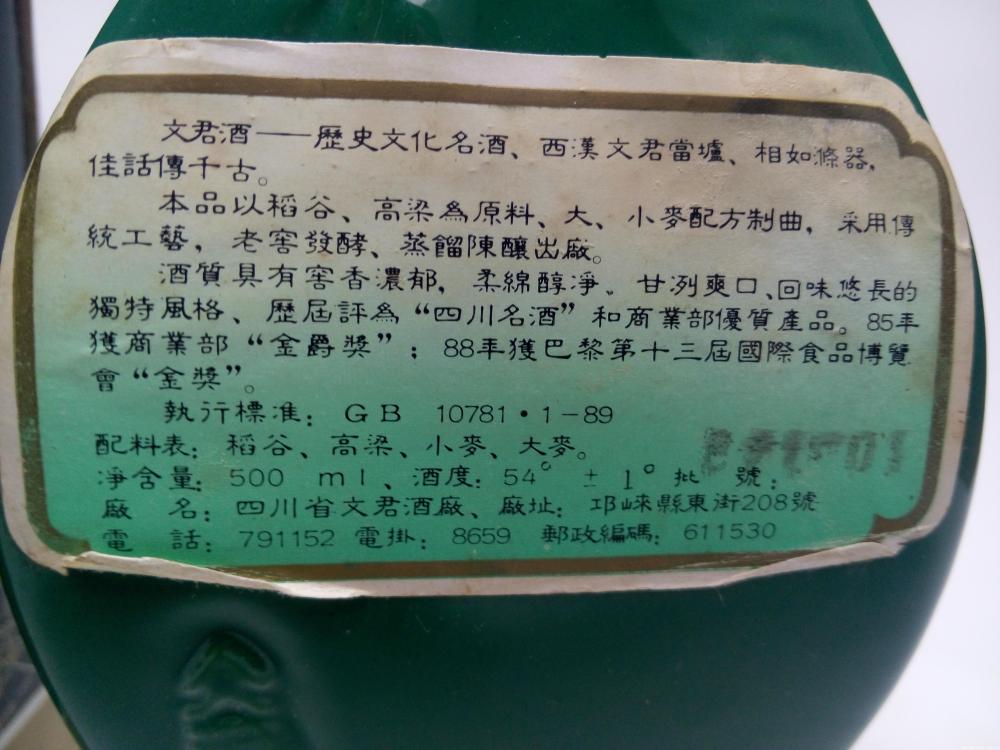 文君酒——歷史文化名酒、西漢文君當壚、相如滌器，
佳話傳千古。
本品以稻谷、高梁為原料、大、小麥配方制曲，采用傳
統工藝，老窖發酵、蒸餾陳釀出廠。
酒質具有窖香濃郁，柔綿醇淨。甘洌爽口、回味悠長的
獨特風格、歷屆評為“四川名酒”和商業部優質產品。85年
獲商業部“金爵獎”；88年獲巴黎第十三屆國際食品博覽
會“金獎”。
執行標准：GB 10781·1-89
配料表：稻谷、高梁、小麥、大麥。
淨含量：500 ml、酒度：54° ± 1° 批 號：
廠 名：四川省文君酒廠、廠址：邛崍縣東街208號
電 話：791152 電掛：8659 郵政編碼：611530